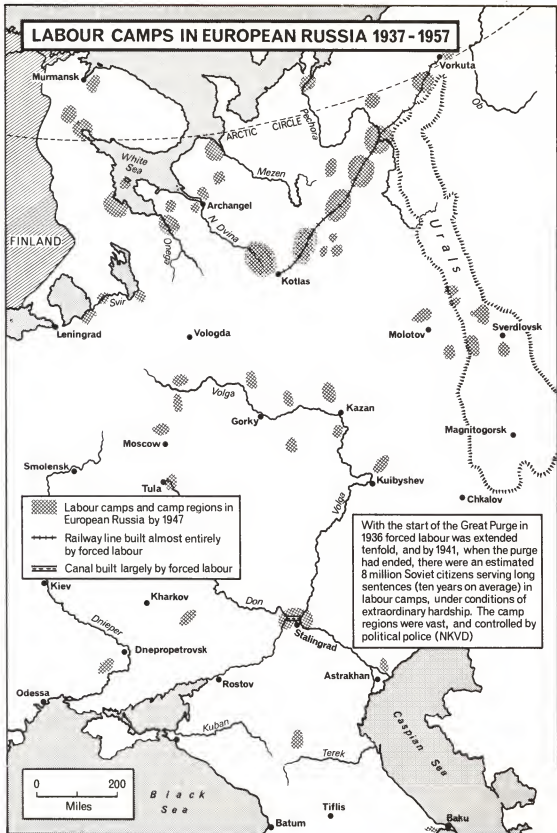 LABOUR CAMPS IN EUROPEAN RUSSIA 1937-1957
Murmansk
Vorkuta
Ob
ARCTIC CIRCLE
Pechora
White
Sea
Mezen
Archangel
N. Dvina
Onega
FINLAND
Urals
Kotlas
Svir
Leningrad
Vologda
Molotov
Sverdlovsk
Volga
Gorky
Kazan
Moscow
Magnitogorsk
Smolensk
Tula
Kuibyshev
Chkalov
Volga
Labour camps and camp regions in
European Russia by 1947
Railway line built almost entirely
by forced labour
Canal built largely by forced labour
With the start of the Great Purge in
1936 forced labour was extended
tenfold, and by 1941, when the purge
had ended, there were an estimated
8 million Soviet citizens serving long
sentences (ten years on average) in
labour camps, under conditions of
extraordinary hardship. The camp
regions were vast, and controlled by
political police (NKVD)
Kiev
Kharkov
Don
Dnieper
Stalingrad
Dnepropetrovsk
Rostov
Astrakhan
Odessa
Kuban
Terek
Caspian Sea
0 200
Miles
Black
Sea
Batum
Tiflis
Baku